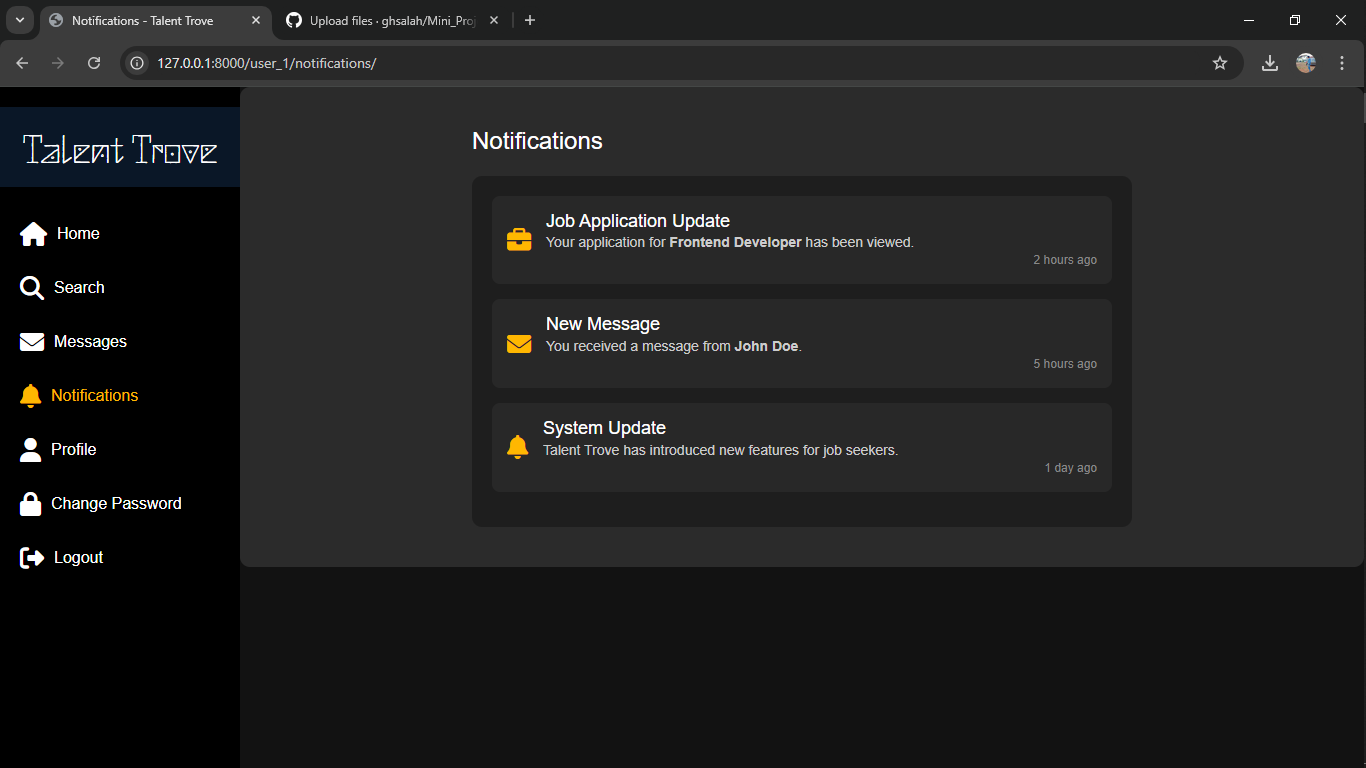 Notifications - Talent Trove
Upload files · ghsalah/Mini_Proj
127.0.0.1:8000/user_1/notifications/
Talent Trove
Home
Search
Messages
Notifications
Profile
Change Password
Logout
Notifications
Job Application Update
Your application for Frontend Developer has been viewed.
2 hours ago
New Message
You received a message from John Doe.
5 hours ago
System Update
Talent Trove has introduced new features for job seekers.
1 day ago